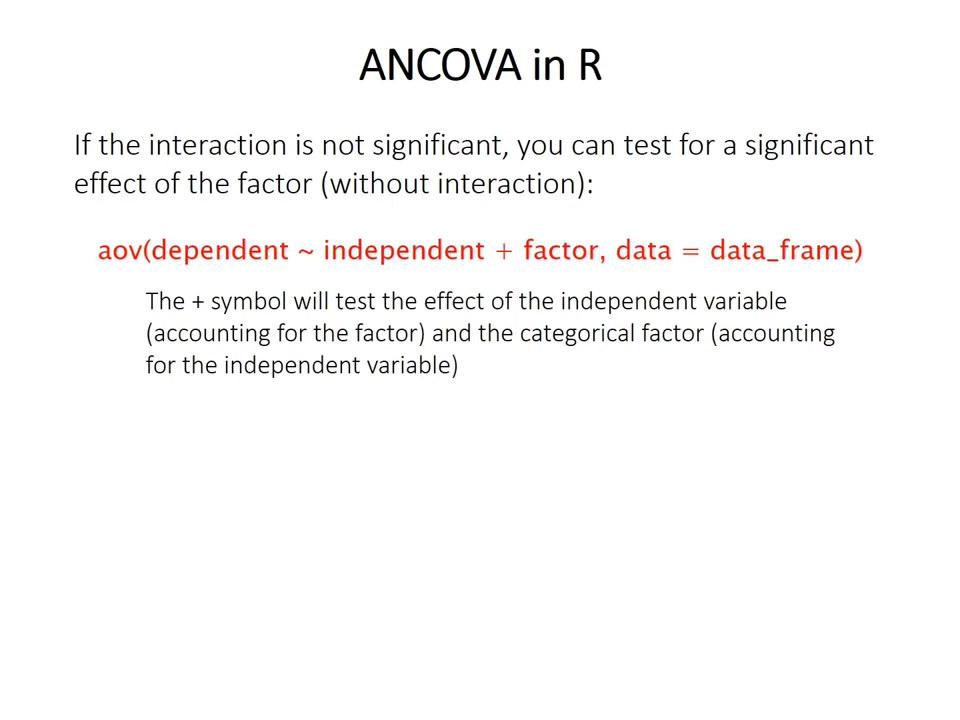 ANCOVA in R
If the interaction is not significant, you can test for a significant
effect of the factor (without interaction):
aov(dependent ~ independent + factor, data = data_frame)
The + symbol will test the effect of the independent variable
(accounting for the factor) and the categorical factor (accounting
for the independent variable)